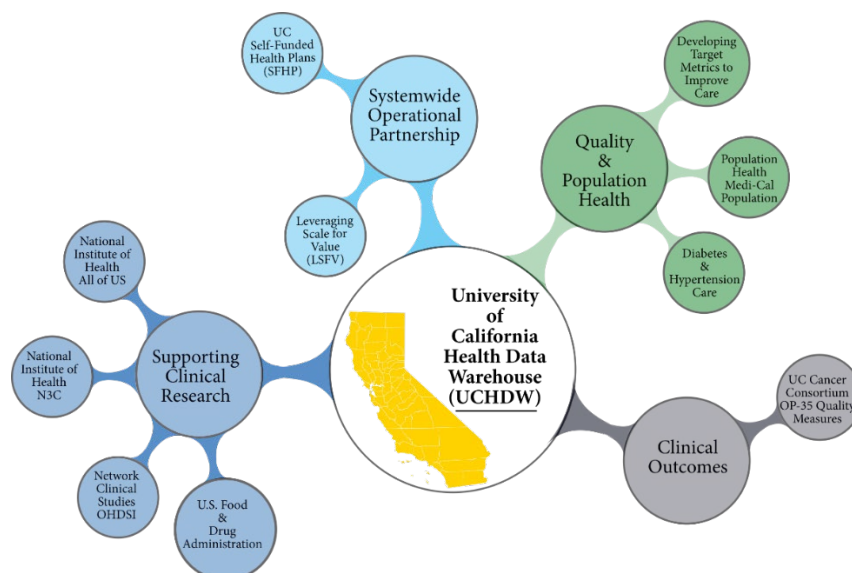 UC
Self-Funded
Health Plans
(SFHP)
Systemwide
Operational
Partnership
Leveraging
Scale for
Value
(LSFV)
Developing
Target
Metrics to
Improve
Care
Quality
&
Population
Health
Population
Health
Medi-Cal
Population
Diabetes
&
Hypertension
Care
University
of
California
Health Data
Warehouse
(UCHDW)
National
Institute of
Health
All of US
National
Institute of
Health
N3C
Supporting
Clinical
Research
Network
Clinical
Studies
OHDSI
U.S. Food
&
Drug
Administration
UC Cancer
Consortium
OP-35 Quality
Measures
Clinical
Outcomes